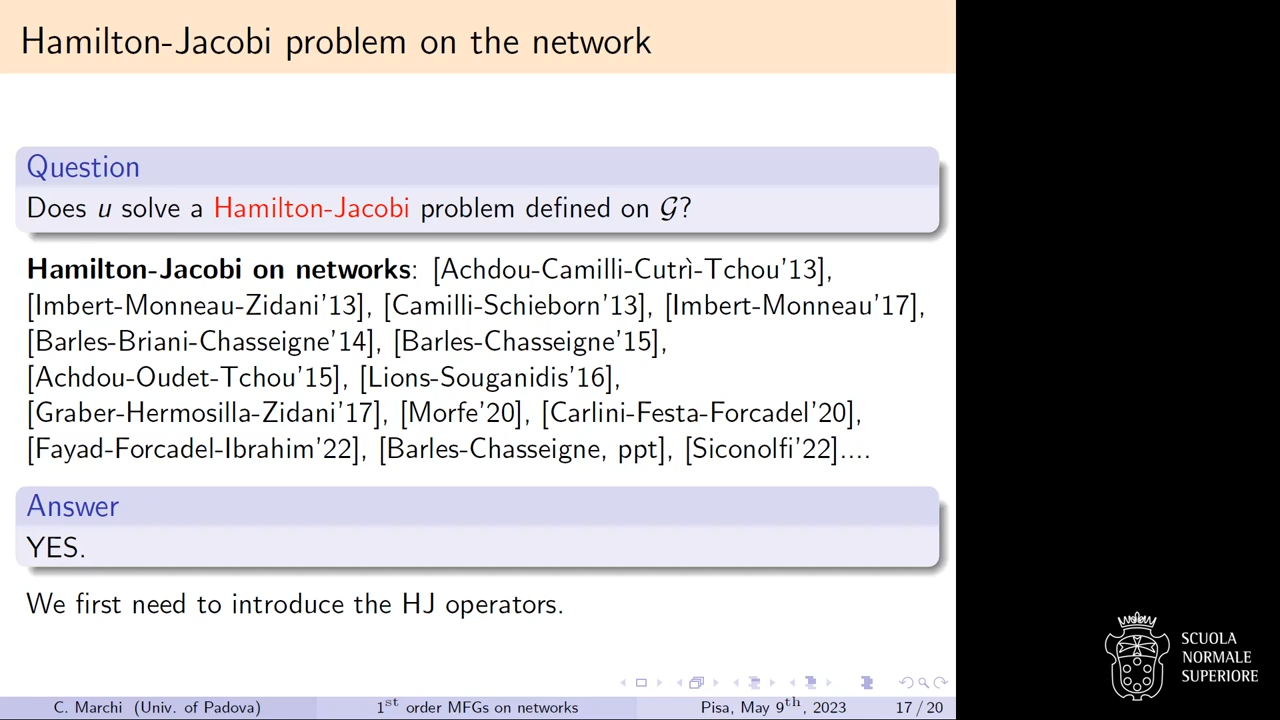 Hamilton-Jacobi problem on the network
Question
Does u solve a Hamilton-Jacobi problem defined on 𝒢?
Hamilton-Jacobi on networks: [Achdou-Camilli-Cutrì-Tchou'13],
[Imbert-Monneau-Zidani'13], [Camilli-Schieborn'13], [Imbert-Monneau'17],
[Barles-Briani-Chasseigne'14], [Barles-Chasseigne'15],
[Achdou-Oudet-Tchou'15], [Lions-Souganidis'16],
[Graber-Hermosilla-Zidani'17], [Morfe'20], [Carlini-Festa-Forcadel'20],
[Fayad-Forcadel-Ibrahim'22], [Barles-Chasseigne, ppt], [Siconolfi'22]....
Answer
YES.
We first need to introduce the HJ operators.
C. Marchi (Univ. of Padova) 1st order MFGs on networks Pisa, May 9th, 2023 17 / 20
SCUOLA
NORMALE
SUPERIORE